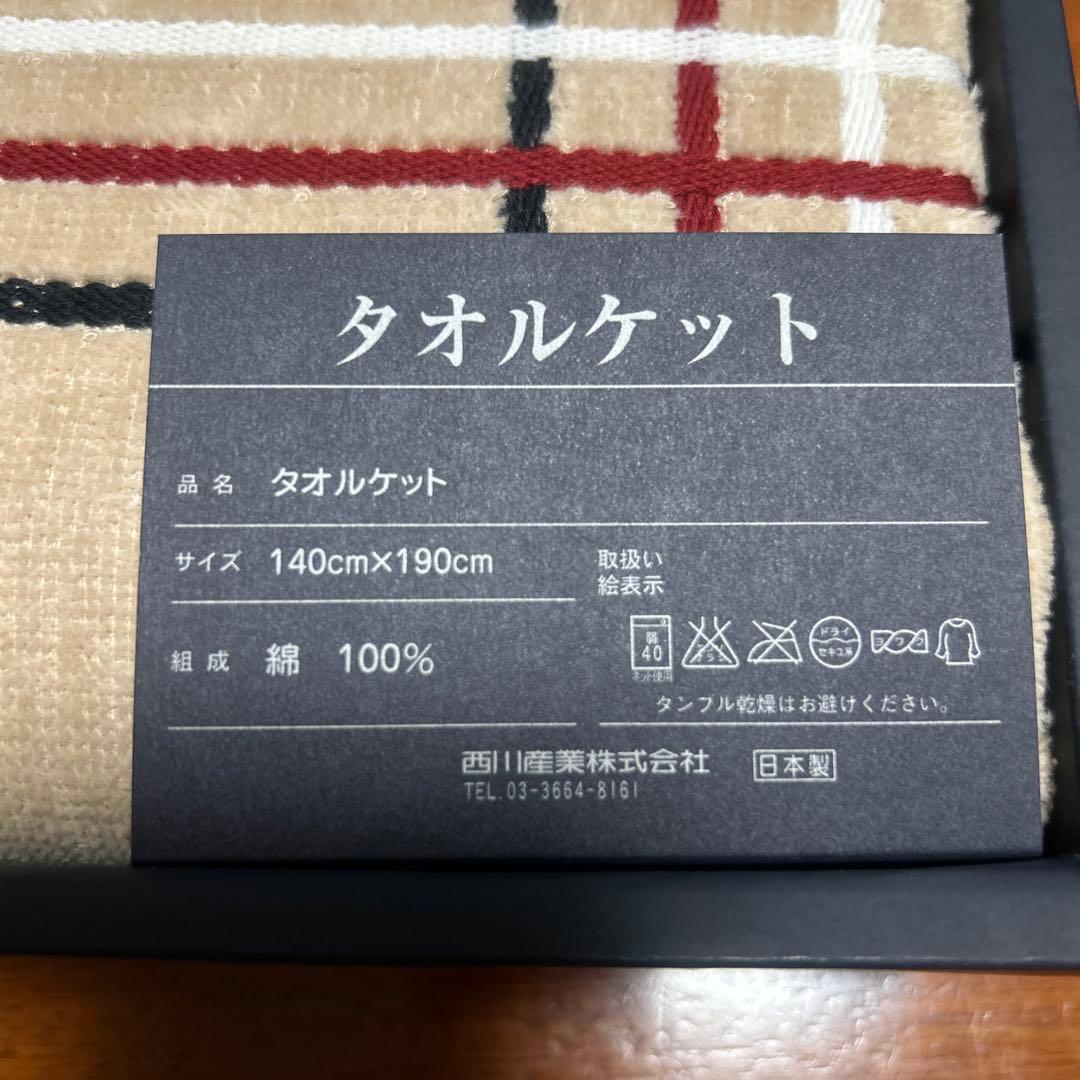 タオルケット
品名 タオルケット
サイズ 140cm×190cm
取扱い
絵表示
組成 綿 100%
弱
40
ネット使用
エンソサラシ
ドライ
セキユ系
タンブル乾燥はお避けください。
西川産業株式会社 日本製
TEL.03-3664-8161